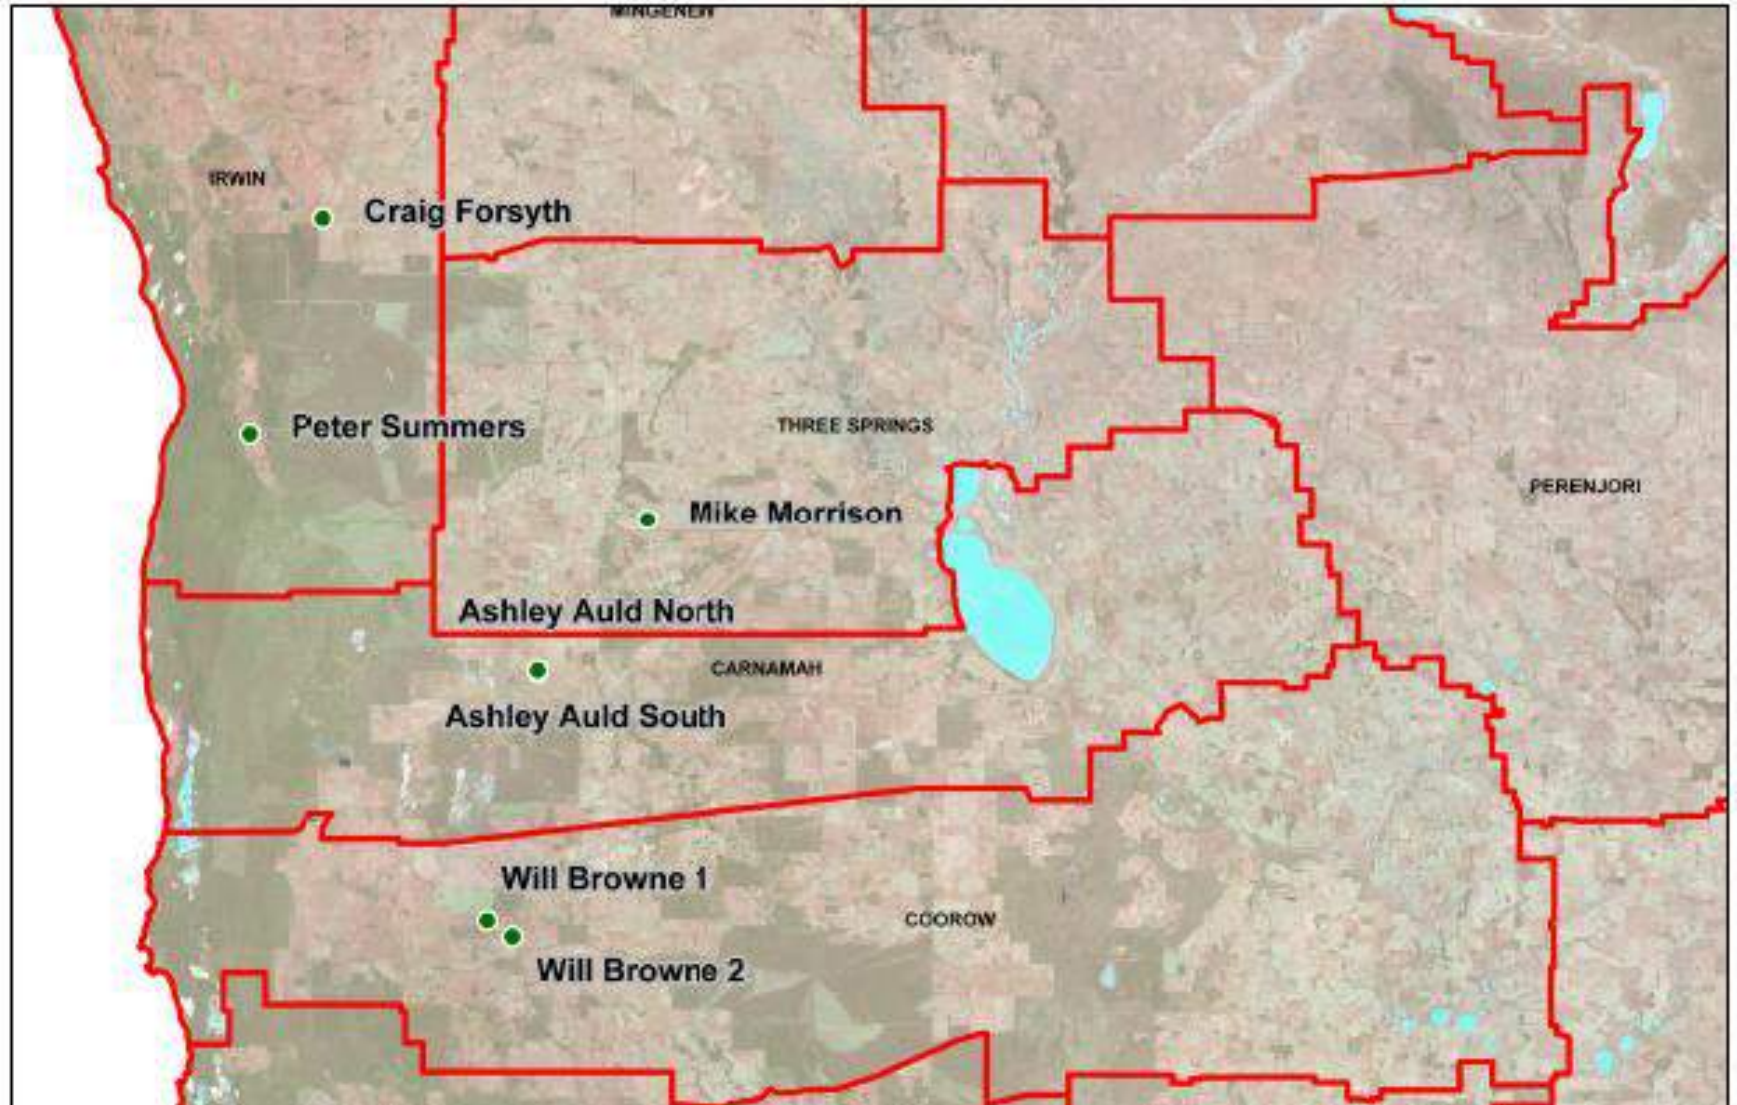 MINGENEW
IRWIN
Craig Forsyth
THREE SPRINGS
Peter Summers
PERENJORI
Mike Morrison
Ashley Auld North
CARNAMAH
Ashley Auld South
Will Browne 1
COOROW
Will Browne 2